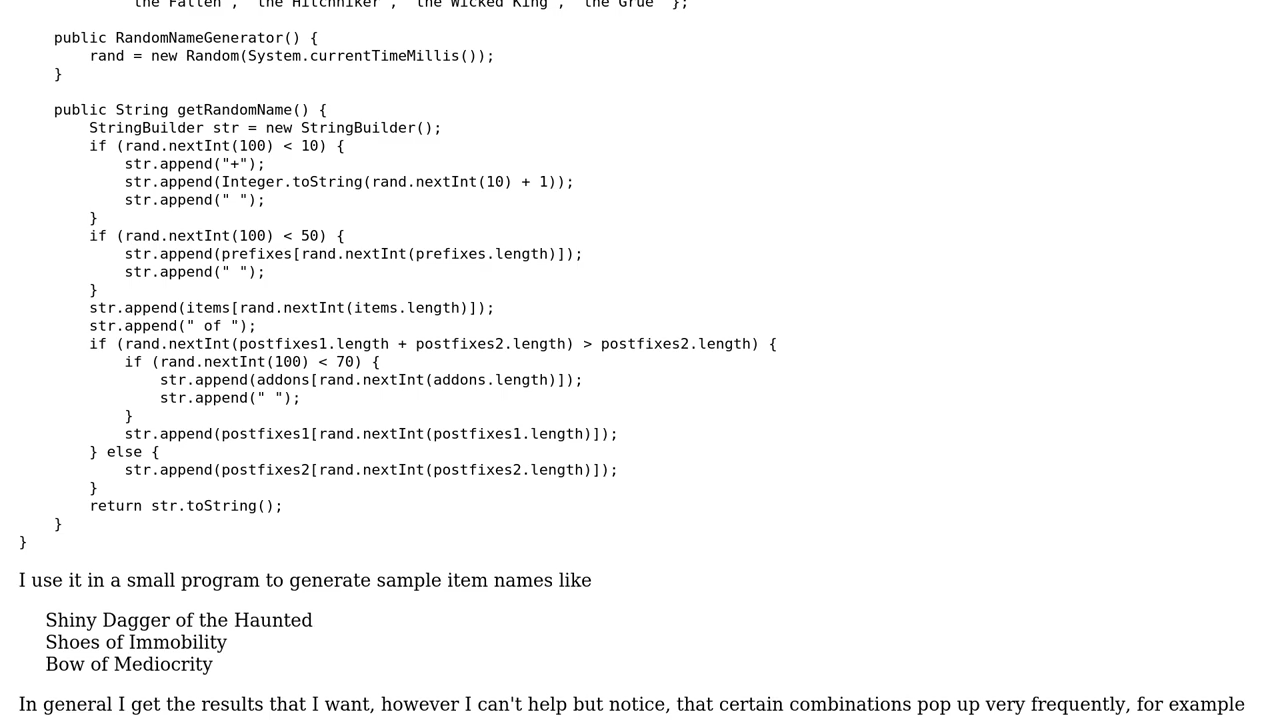 "the Fallen", "the Hitchhiker", "the Wicked King", "the Grue" };
public RandomNameGenerator() {
rand = new Random(System.currentTimeMillis());
}
public String getRandomName() {
StringBuilder str = new StringBuilder();
if (rand.nextInt(100) < 10) {
str.append("+");
str.append(Integer.toString(rand.nextInt(10) + 1));
str.append(" ");
}
if (rand.nextInt(100) < 50) {
str.append(prefixes[rand.nextInt(prefixes.length)]);
str.append(" ");
}
str.append(items[rand.nextInt(items.length)]);
str.append(" of ");
if (rand.nextInt(postfixes1.length + postfixes2.length) > postfixes2.length) {
if (rand.nextInt(100) < 70) {
str.append(addons[rand.nextInt(addons.length)]);
str.append(" ");
}
str.append(postfixes1[rand.nextInt(postfixes1.length)]);
} else {
str.append(postfixes2[rand.nextInt(postfixes2.length)]);
}
return str.toString();
}
}
I use it in a small program to generate sample item names like
Shiny Dagger of the Haunted
Shoes of Immobility
Bow of Mediocrity
In general I get the results that I want, however I can't help but notice, that certain combinations pop up very frequently, for example